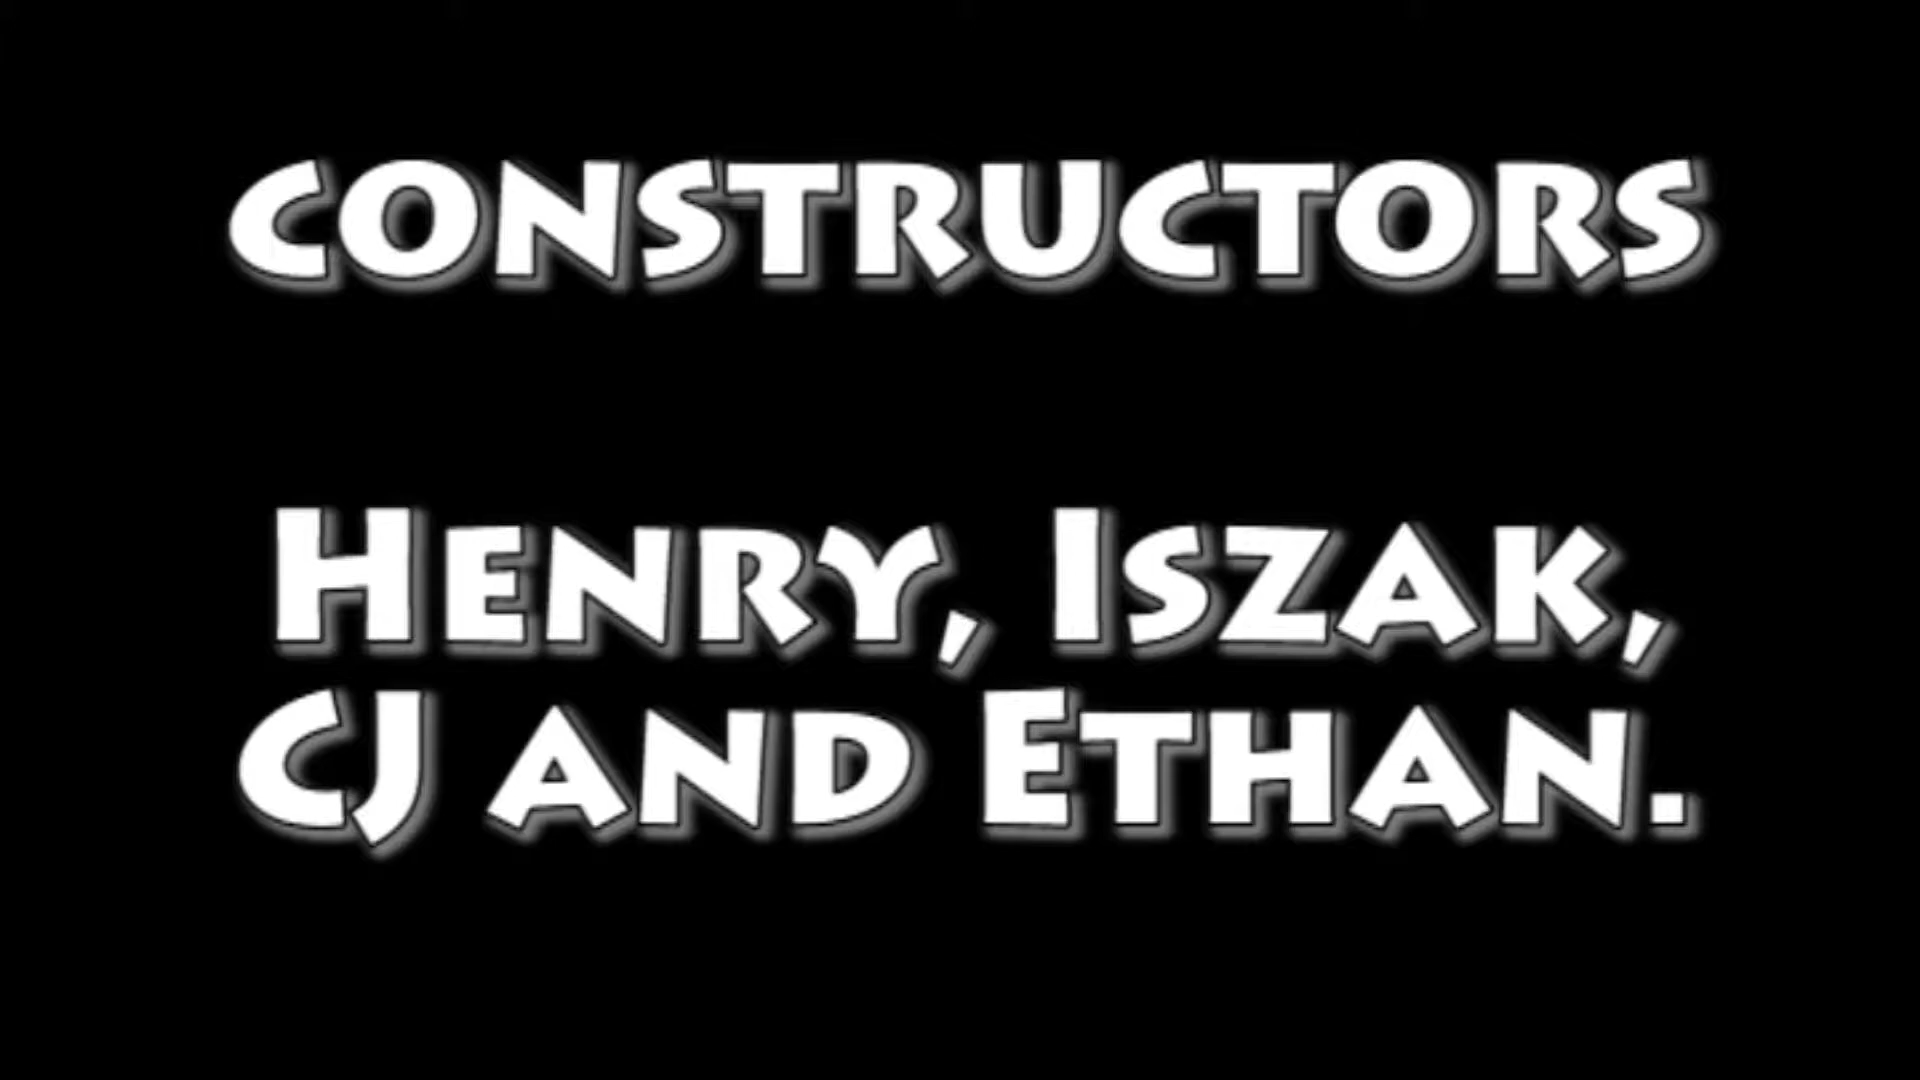 constructors
Henry, Iszak,
CJ and Ethan.